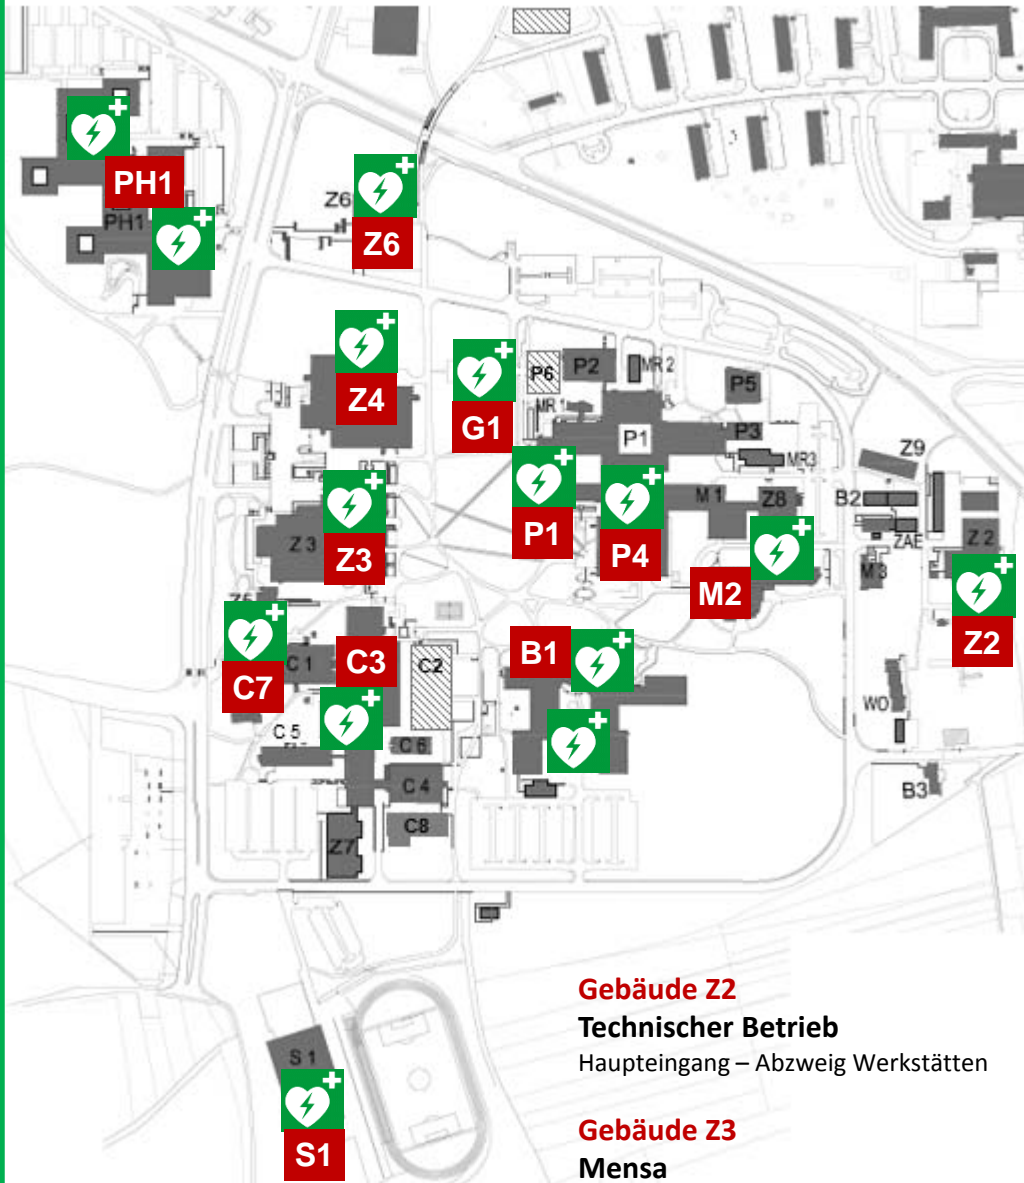 PH1
PH1
Z6
Z6
Z4
G1
P6
P2
MR 2
P5
MR 1
P1
P3
MR3
Z9
P1
P4
M 1
Z8
B2
ZAE
Z 2
Z 3
Z3
M2
M 3
Z2
Z5
C 1
C7
C3
C2
B1
WO
C 5
C 6
C 4
B3
C8
Z7
S 1
S1
Gebäude Z2
Technischer Betrieb
Haupteingang – Abzweig Werkstätten
Gebäude Z3
Mensa